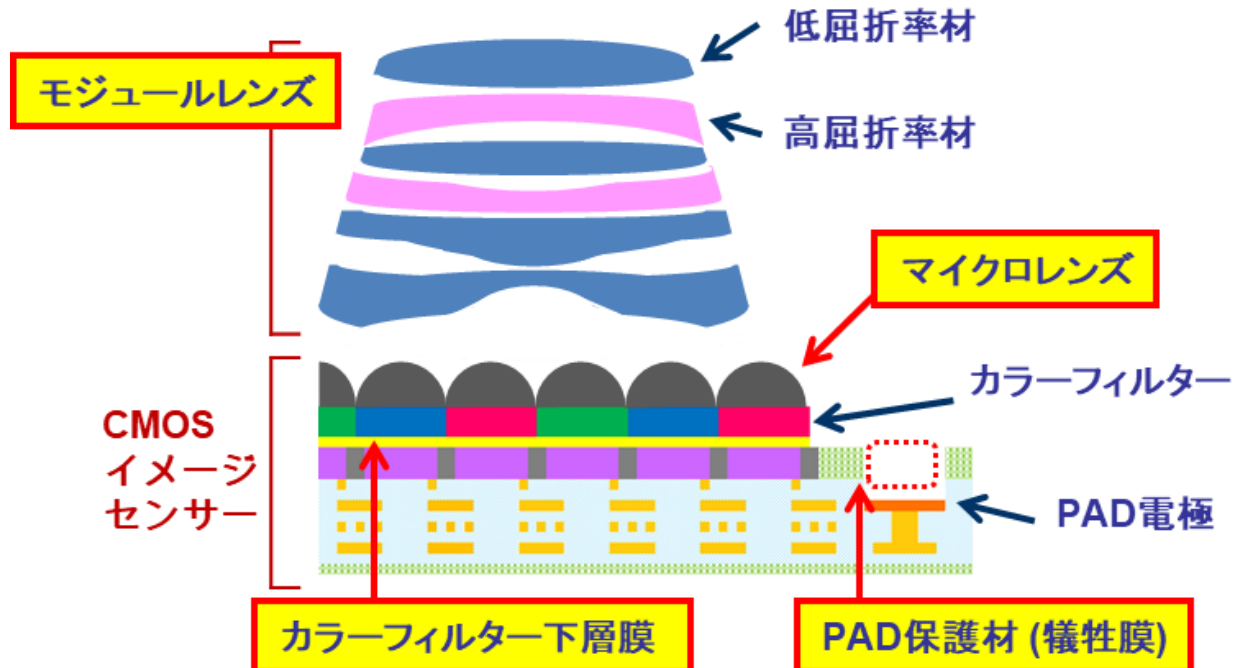 低屈折率材
モジュールレンズ
高屈折率材
マイクロレンズ
カラーフィルター
CMOS
イメージ
センサー
PAD電極
カラーフィルター下層膜
PAD保護材 (犠牲膜)